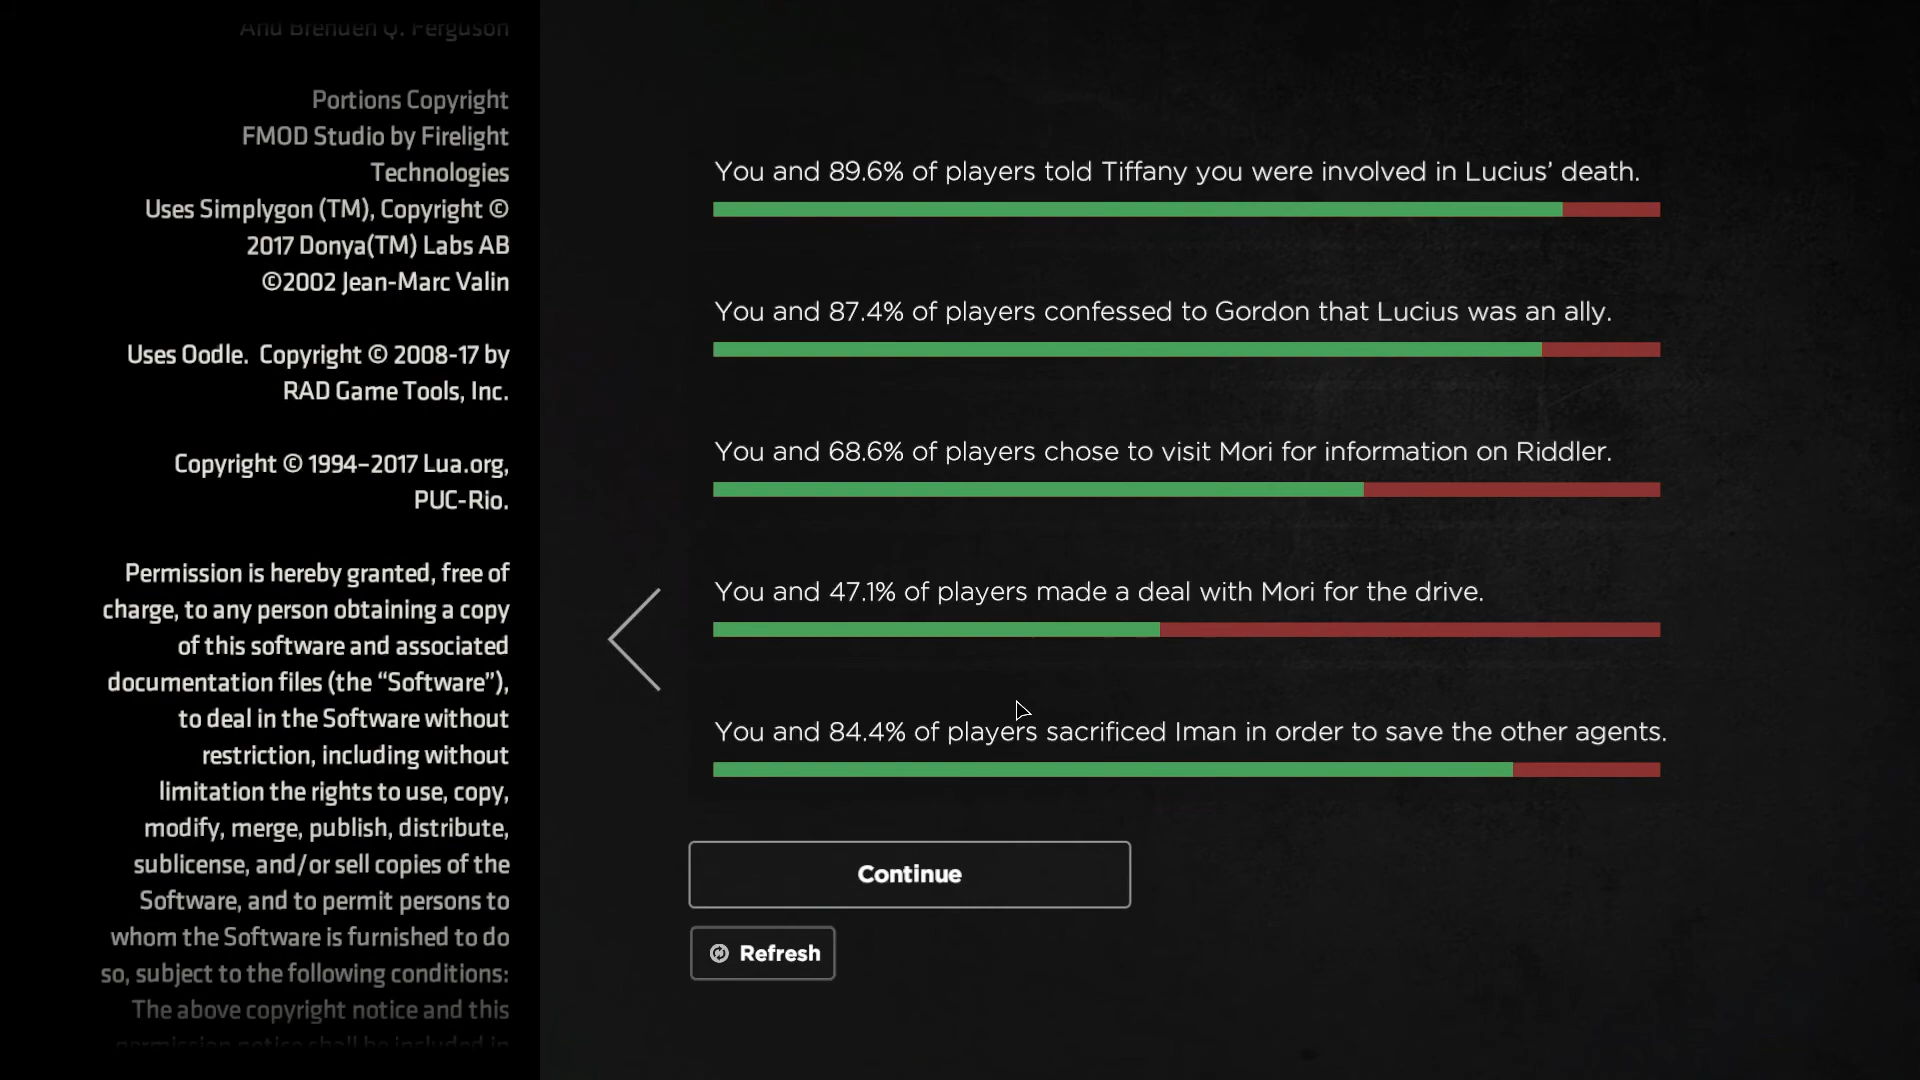 And Brenden Q. Ferguson
Portions Copyright
FMOD Studio by Firelight
Technologies
Uses Simplygon (TM), Copyright ©
2017 Donya(TM) Labs AB
©2002 Jean-Marc Valin
Uses Oodle.  Copyright © 2008-17 by
RAD Game Tools, Inc.
Copyright © 1994–2017 Lua.org,
PUC-Rio.
Permission is hereby granted, free of
charge, to any person obtaining a copy
of this software and associated
documentation files (the “Software”),
to deal in the Software without
restriction, including without
limitation the rights to use, copy,
modify, merge, publish, distribute,
sublicense, and/or sell copies of the
Software, and to permit persons to
whom the Software is furnished to do
so, subject to the following conditions:
The above copyright notice and this
permission notice shall be included in
You and 89.6% of players told Tiffany you were involved in Lucius’ death.
You and 87.4% of players confessed to Gordon that Lucius was an ally.
You and 68.6% of players chose to visit Mori for information on Riddler.
You and 47.1% of players made a deal with Mori for the drive.
You and 84.4% of players sacrificed Iman in order to save the other agents.
Continue
Refresh